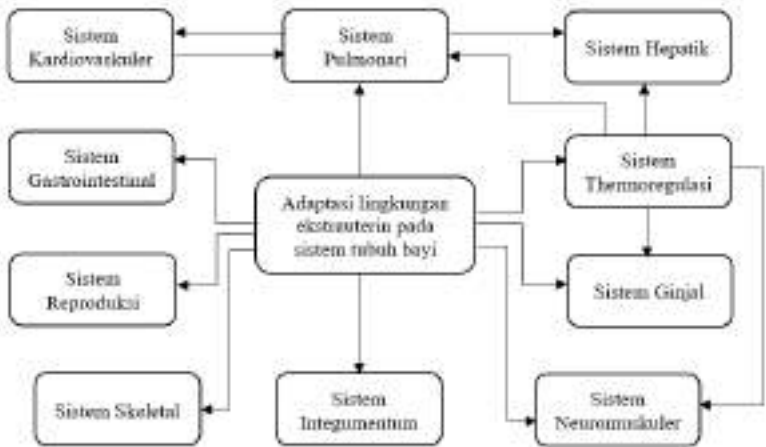 Sistem
Kardiovaskuler
Sistem
Pulmonari
Sistem Hepatik
Sistem
Gastrointestinal
Adaptasi lingkungan
ekstrauterin pada
sistem tubuh bayi
Sistem
Thermoregulasi
Sistem
Reproduksi
Sistem Ginjal
Sistem Skeletal
Sistem
Integumentum
Sistem
Neuromuskuler